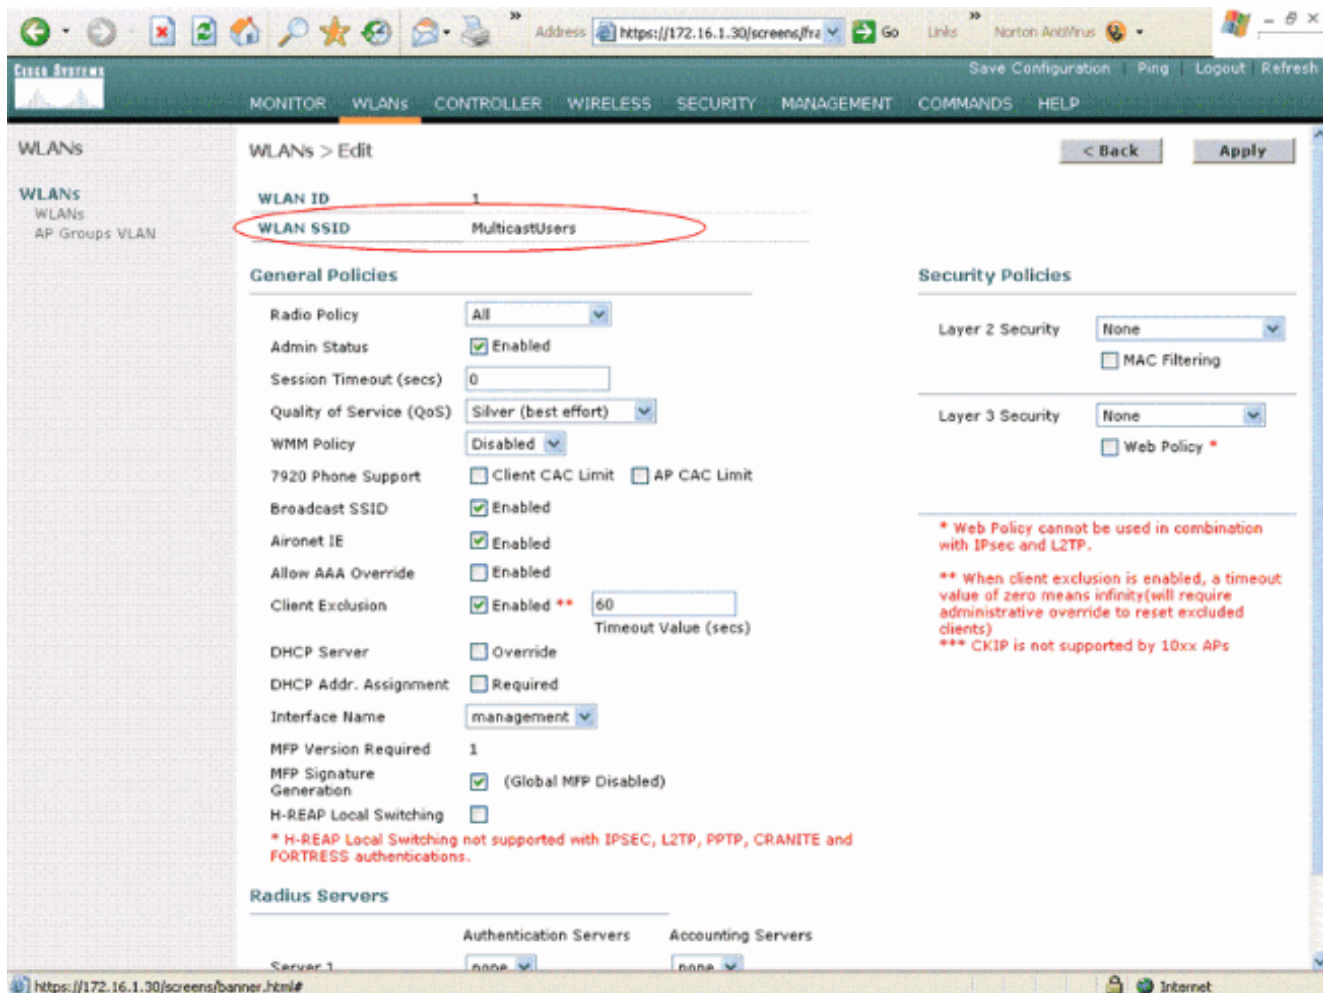 »
Address https://172.16.1.30/screens/fra Go Links » Norton AntiVirus
CISCO SYSTEMS
Save Configuration Ping Logout Refresh
MONITOR WLANs CONTROLLER WIRELESS SECURITY MANAGEMENT COMMANDS HELP
WLANs
WLANs
WLANs
AP Groups VLAN
WLANs > Edit
< Back Apply
WLAN ID 1
WLAN SSID MulticastUsers
General Policies
Radio Policy All
Admin Status Enabled
Session Timeout (secs) 0
Quality of Service (QoS) Silver (best effort)
WMM Policy Disabled
7920 Phone Support Client CAC Limit AP CAC Limit
Broadcast SSID Enabled
Aironet IE Enabled
Allow AAA Override Enabled
Client Exclusion Enabled ** 60
Timeout Value (secs)
DHCP Server Override
DHCP Addr. Assignment Required
Interface Name management
MFP Version Required 1
MFP Signature
Generation (Global MFP Disabled)
H-REAP Local Switching
* H-REAP Local Switching not supported with IPSEC, L2TP, PPTP, CRANITE and
FORTRESS authentications.
Security Policies
Layer 2 Security None
MAC Filtering
Layer 3 Security None
Web Policy *
* Web Policy cannot be used in combination
with IPsec and L2TP.
** When client exclusion is enabled, a timeout
value of zero means infinity(will require
administrative override to reset excluded
clients)
*** CKIP is not supported by 10xx APs
Radius Servers
Authentication Servers Accounting Servers
Server 1 none none
https://172.16.1.30/screens/banner.html# Internet